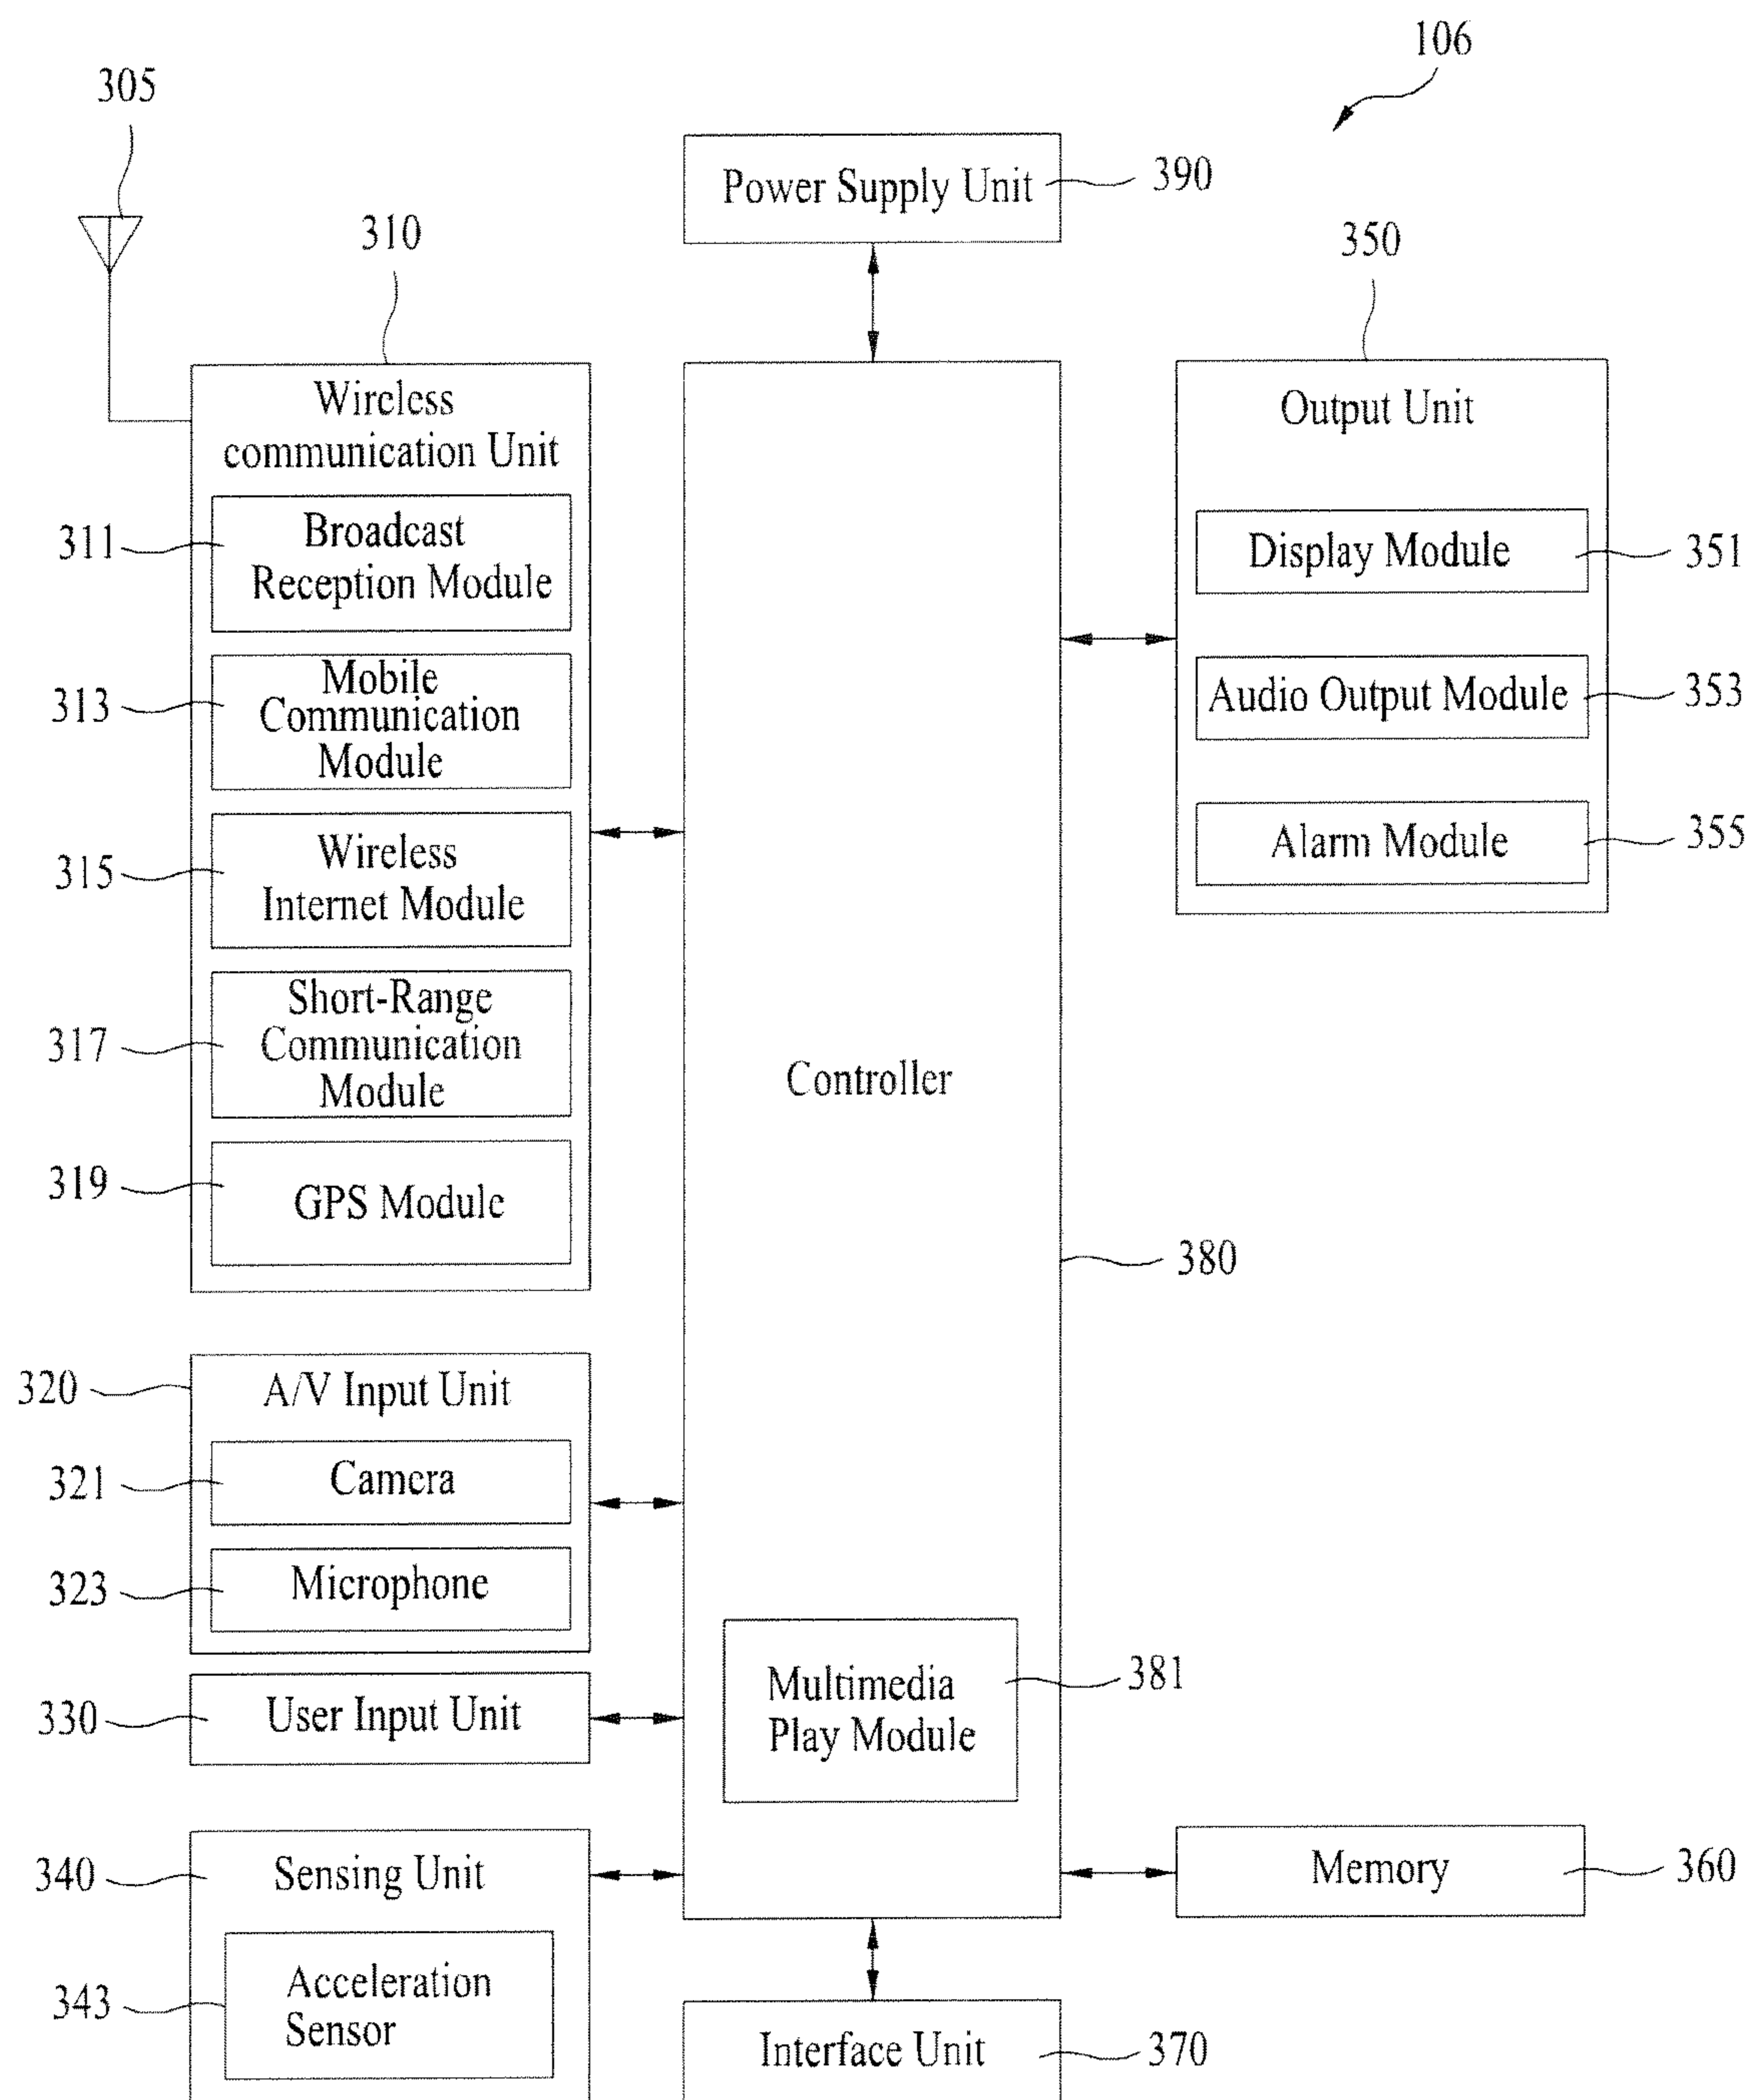 106
305
Power Supply Unit
390
310
350
Wireless
communication Unit
Output Unit
311
Broadcast
Reception Module
Display Module
351
313
Mobile
Communication
Module
Audio Output Module
353
315
Wireless
Internet Module
Alarm Module
355
317
Short-Range
Communication
Module
Controller
319
GPS Module
380
320
A/V Input Unit
321
Camera
323
Microphone
Multimedia
Play Module
381
330
User Input Unit
340
Sensing Unit
Memory
360
343
Acceleration
Sensor
Interface Unit
370